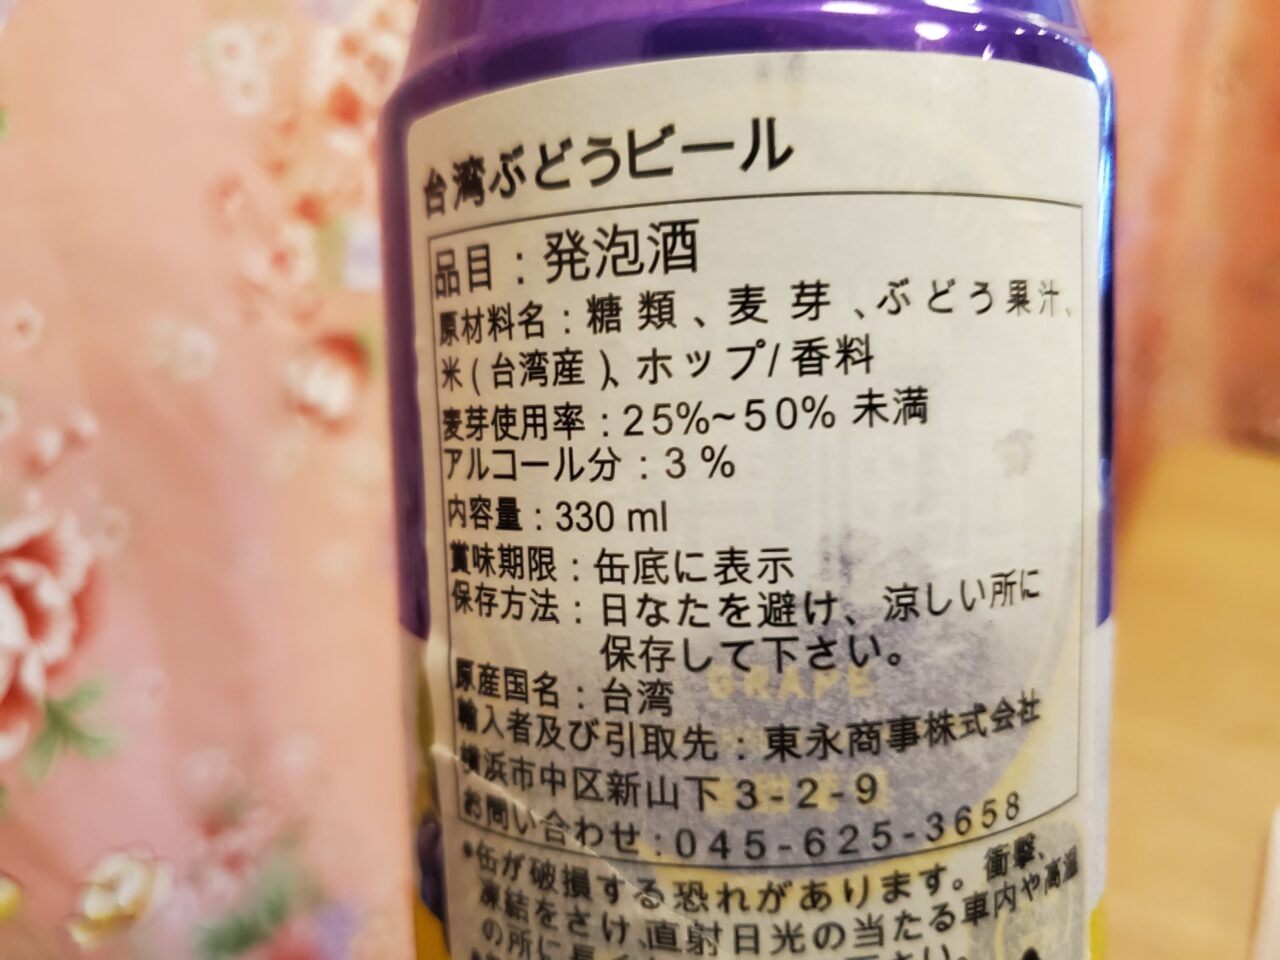 台湾ぶどうビール
品目：発泡酒
原材料名：糖類、麦芽、ぶどう果汁、
米(台湾産)、ホップ/香料
麦芽使用率：25%~50% 未満
アルコール分：3%
内容量：330 ml
賞味期限：缶底に表示
保存方法：日なたを避け、涼しい所に
保存して下さい。
原産国名：台湾
輸入者及び引取先：東永商事株式会社
横浜市中区新山下3-2-9
お問い合わせ：045-625-3658
•缶が破損する恐れがあります。衝撃、
凍結をさけ、直射日光の当たる車内や高温
の所に長く
GRAPE